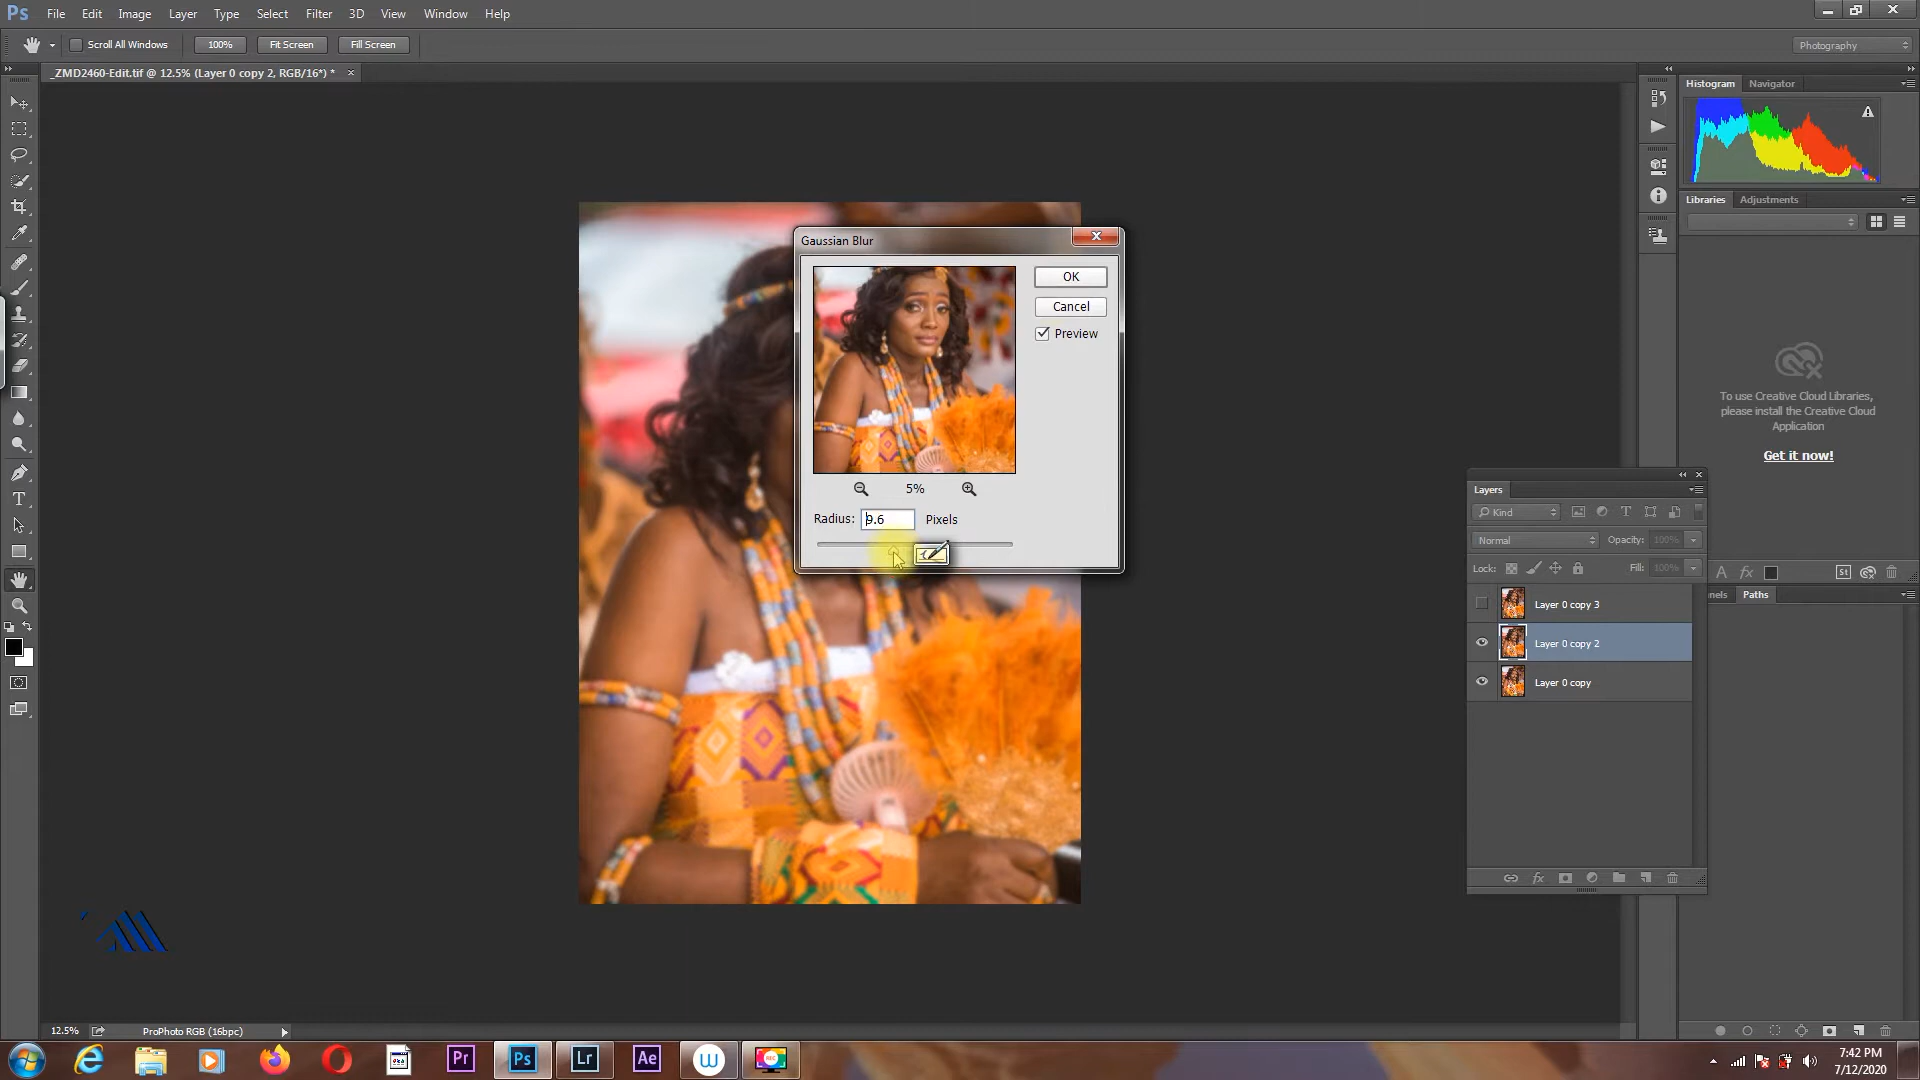 Ps File Edit Image Layer Type Select Filter 3D View Window Help
Scroll All Windows 100% Fit Screen Fill Screen Photography
_ZMD2460-Edit.tif @ 12.5% (Layer 0 copy 2, RGB/16*) * ×
Histogram Navigator
Libraries Adjustments
To use Creative Cloud Libraries,
please install the Creative Cloud
Application
Get it now!
Gaussian Blur
OK
Cancel
Preview
5%
Radius: 9.6 Pixels
Layers
Kind
Normal Opacity: 100%
Lock: Fill: 100%
Layer 0 copy 3
Layer 0 copy 2
Layer 0 copy
Paths
12.5% ProPhoto RGB (16bpc)
Pr Ps Lr Ae
7:42 PM
7/12/2020